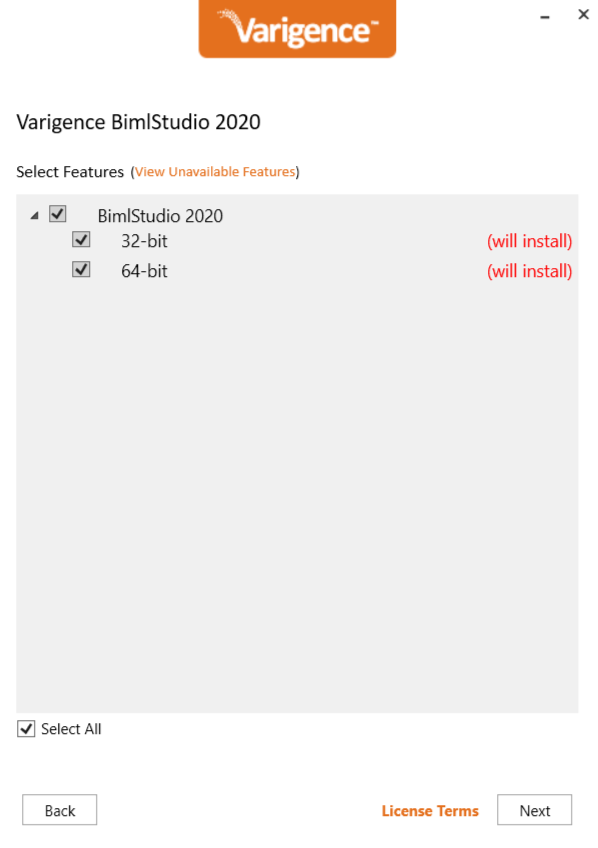 Varigence™
Varigence BimlStudio 2020
Select Features (View Unavailable Features)
BimlStudio 2020
32-bit (will install)
64-bit (will install)
Select All
Back License Terms Next